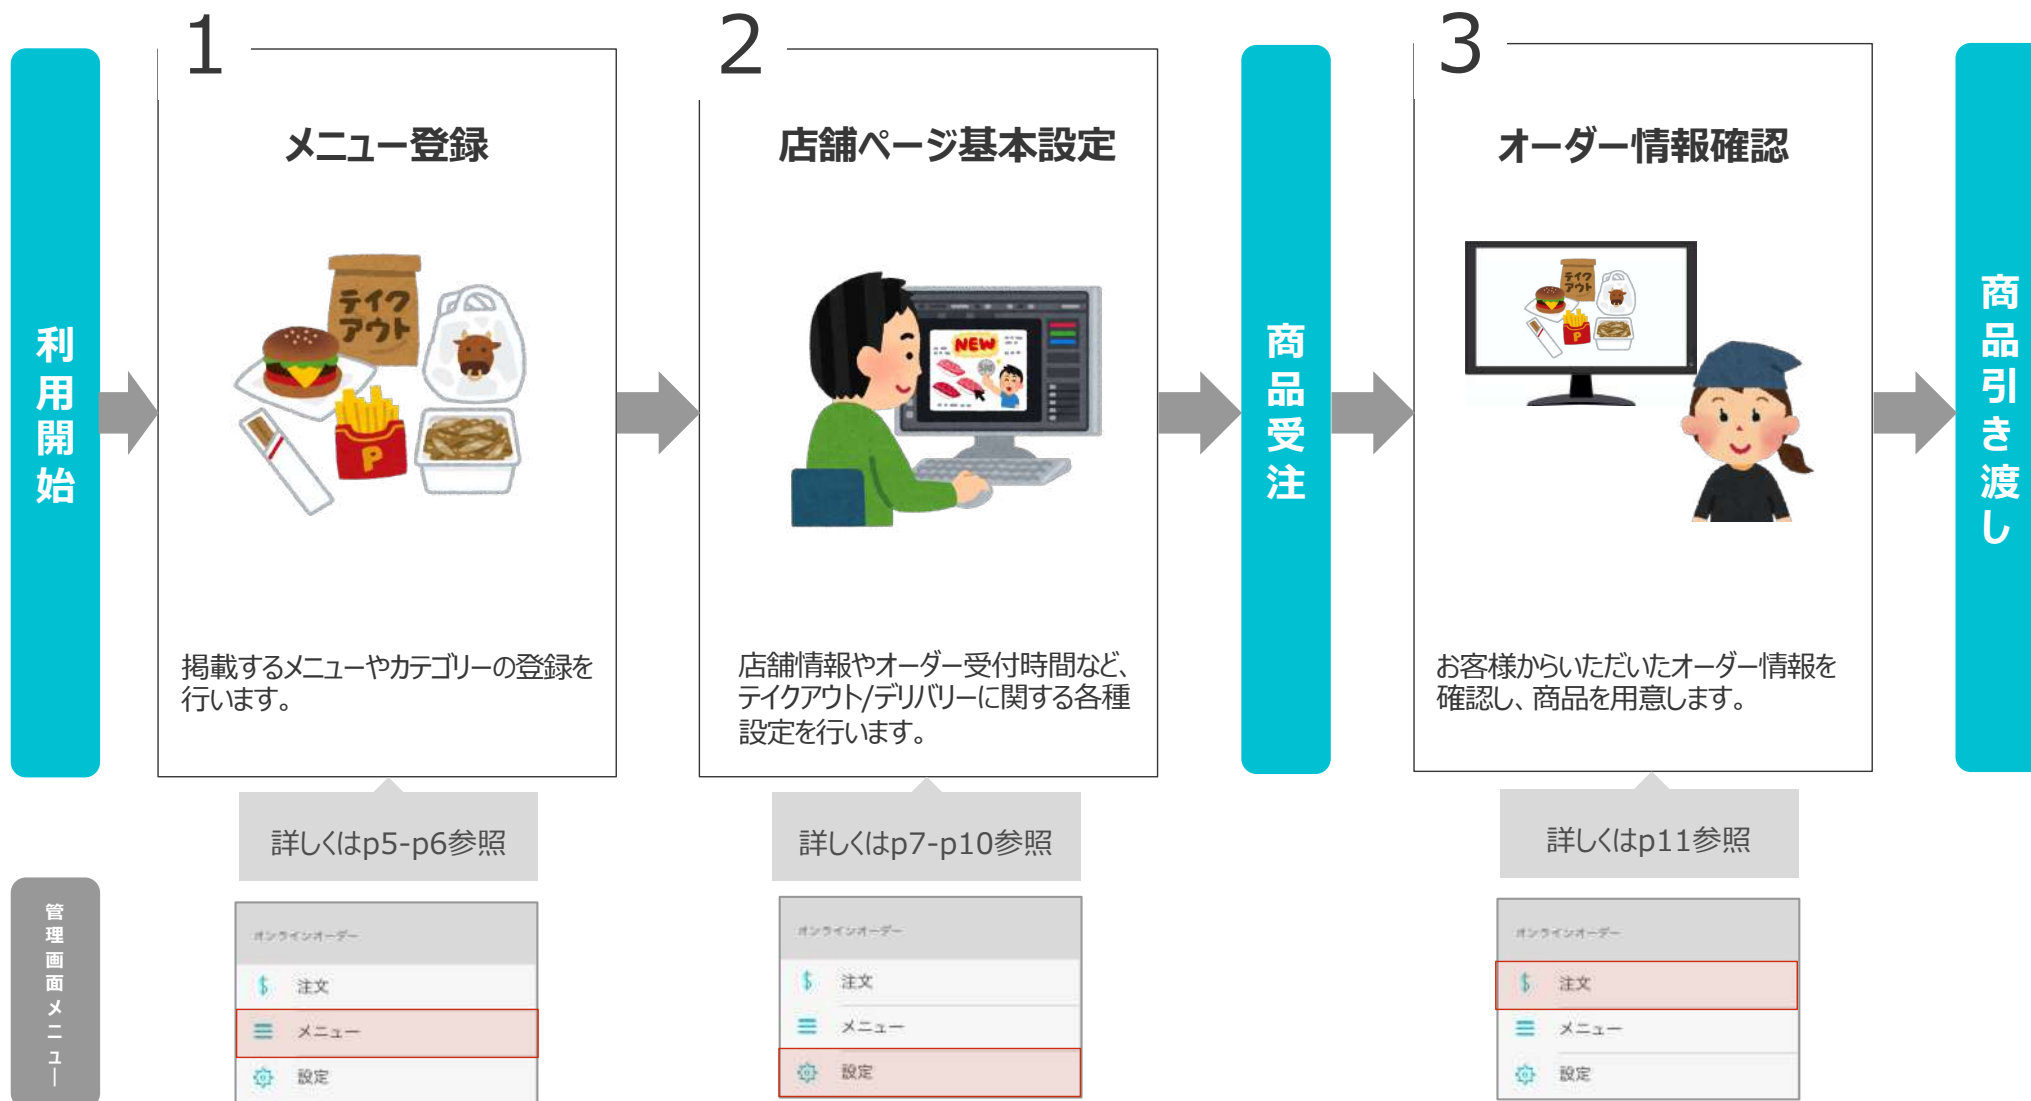 利用開始
1
メニュー登録
テイク
アウト
P
掲載するメニューやカテゴリーの登録を
行います。
詳しくはp5-p6参照
2
店舗ページ基本設定
NEW
店舗情報やオーダー受付時間など、
テイクアウト/デリバリーに関する各種
設定を行います。
詳しくはp7-p10参照
商品受注
3
オーダー情報確認
テイク
アウト
P
お客様からいただいたオーダー情報を
確認し、商品を用意します。
詳しくはp11参照
商品引き渡し
管理画面メニュー
オンラインオーダー
注文
メニュー
設定
オンラインオーダー
注文
メニュー
設定
オンラインオーダー
注文
メニュー
設定